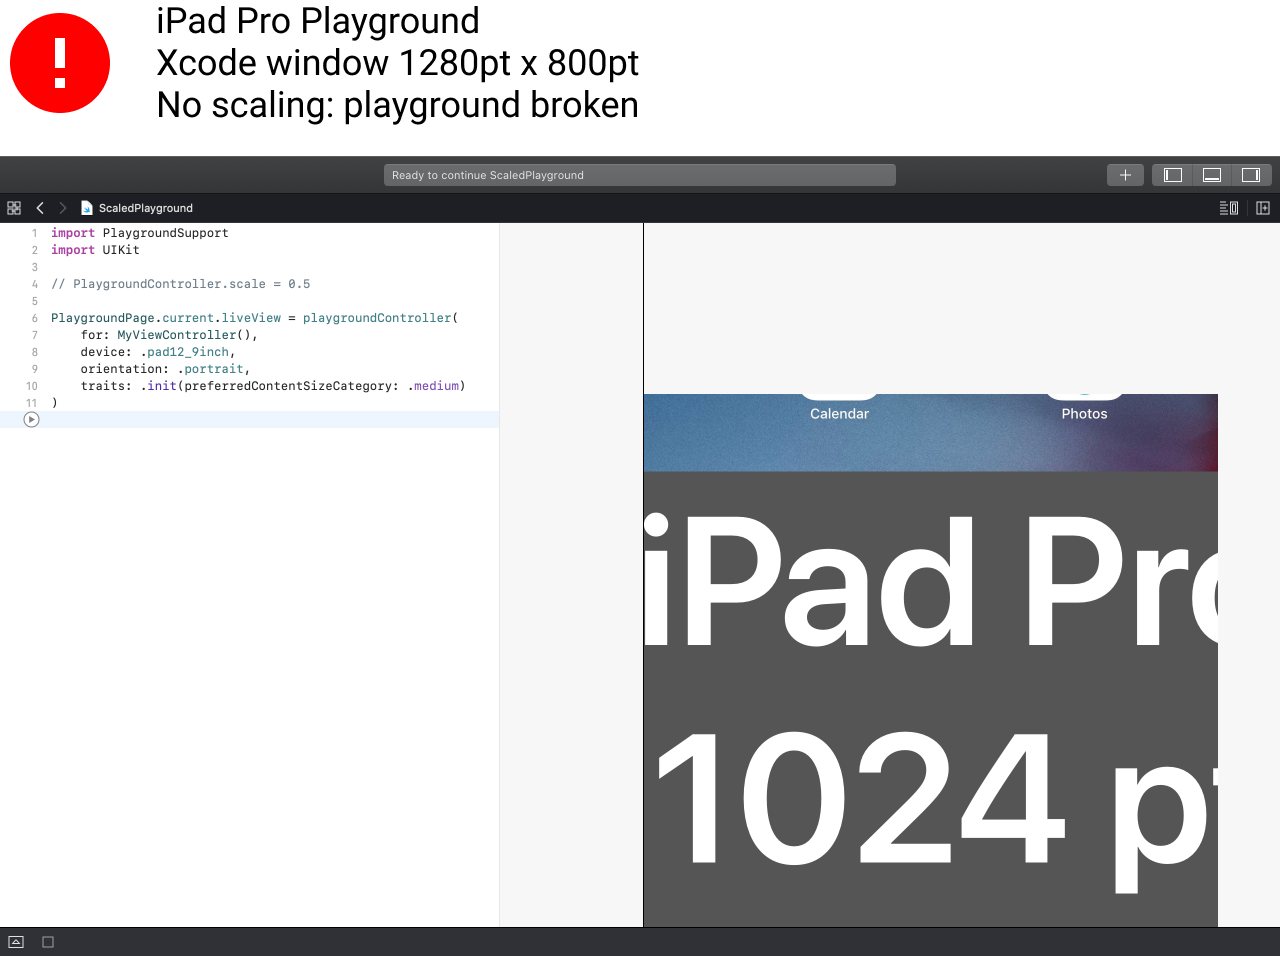 iPad Pro Playground
Xcode window 1280pt x 800pt
No scaling: playground broken
Ready to continue ScaledPlayground
ScaledPlayground
1 import PlaygroundSupport
2 import UIKit
3
4 // PlaygroundController.scale = 0.5
5
6 PlaygroundPage.current.liveView = playgroundController(
7 for: MyViewController(),
8 device: .pad12_9inch,
9 orientation: .portrait,
10 traits: .init(preferredContentSizeCategory: .medium)
11 )
Calendar
Photos
iPad Pro
1024 pt